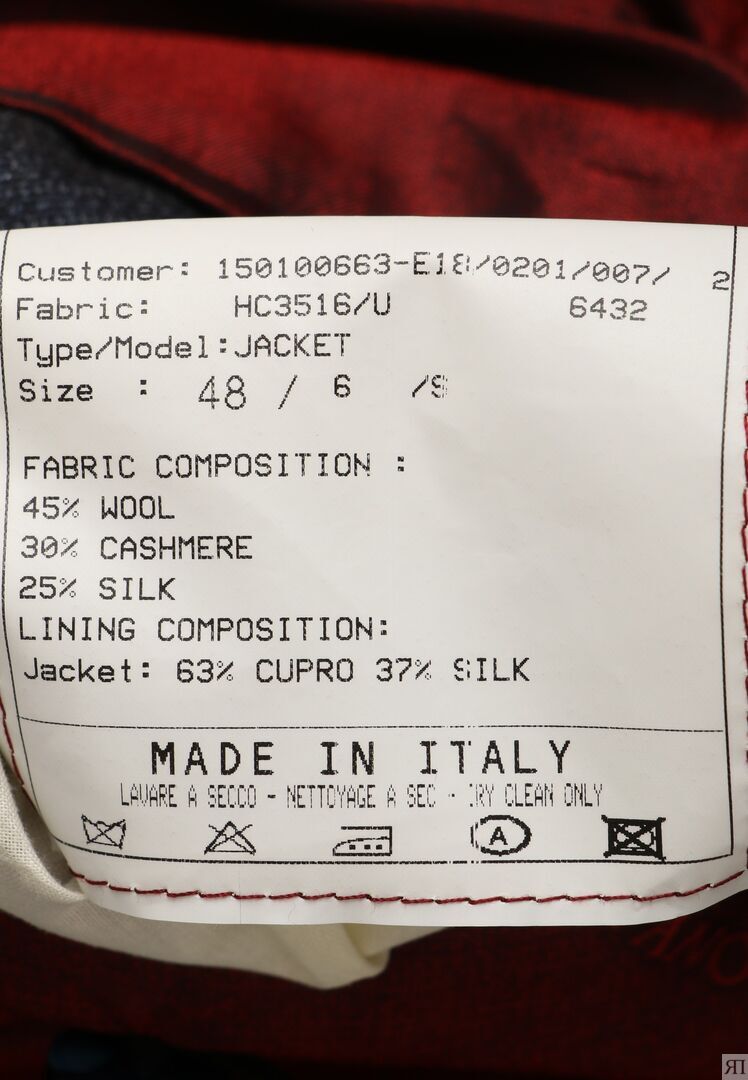 Customer: 150100663-E18/0201/007/ 2
Fabric: HC3516/U 6432
Type/Model:JACKET
Size : 48 / 6 /S
FABRIC COMPOSITION :
45% WOOL
30% CASHMERE
25% SILK
LINING COMPOSITION:
Jacket: 63% CUPRO 37% SILK
MADE IN ITALY
LAVARE A SECCO - NETTOYAGE A SEC - DRY CLEAN ONLY
A